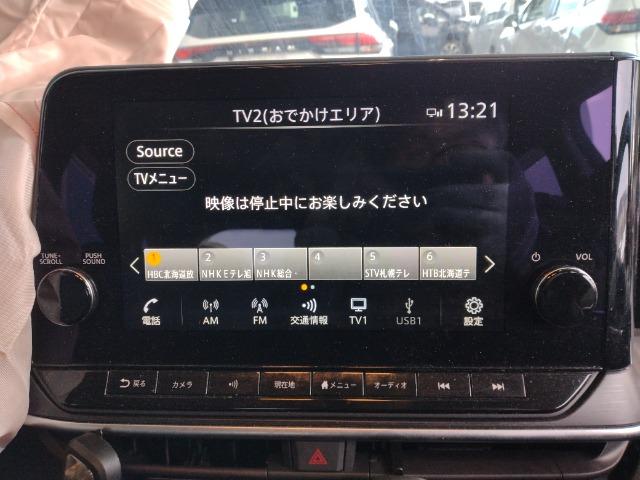 NISSAN
TV2(おでかけエリア)
13:21
Source
TVメニュー
映像は停止中にお楽しみください
TUNE・SCROLL
PUSH SOUND
VOL
1 2 3 4 5 6
HBC北海道放 NHKEテレ旭 NHK総合・ STV札幌テレ HTB北海道テ
電話 AM FM 交通情報 TV1 USB1 設定
戻る カメラ 現在地 メニュー オーディオ